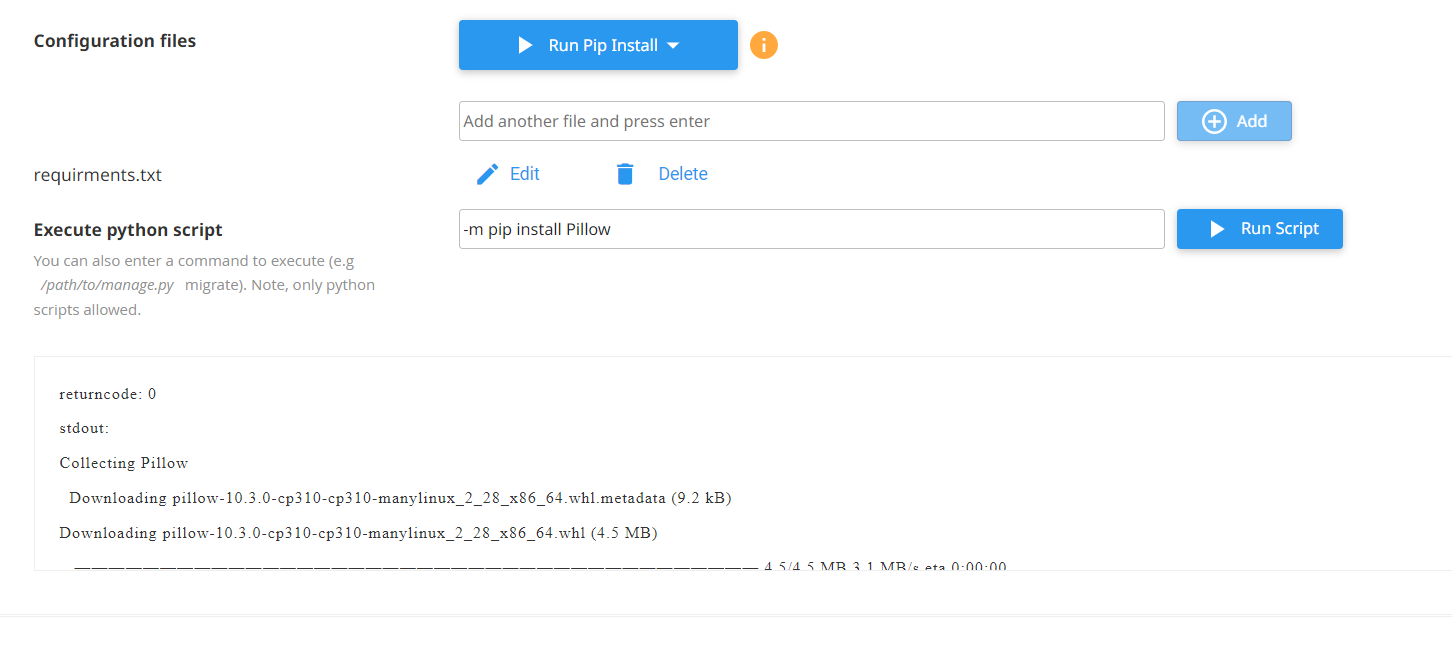 Configuration files
Run Pip Install
Add another file and press enter
Add
requirments.txt
Edit
Delete
Execute python script
-m pip install Pillow
Run Script
You can also enter a command to execute (e.g
/path/to/manage.py migrate). Note, only python
scripts allowed.
returncode: 0
stdout:
Collecting Pillow
Downloading pillow-10.3.0-cp310-cp310-manylinux_2_28_x86_64.whl.metadata (9.2 kB)
Downloading pillow-10.3.0-cp310-cp310-manylinux_2_28_x86_64.whl (4.5 MB)
4.5/4.5 MB 3.1 MB/s eta 0:00:00